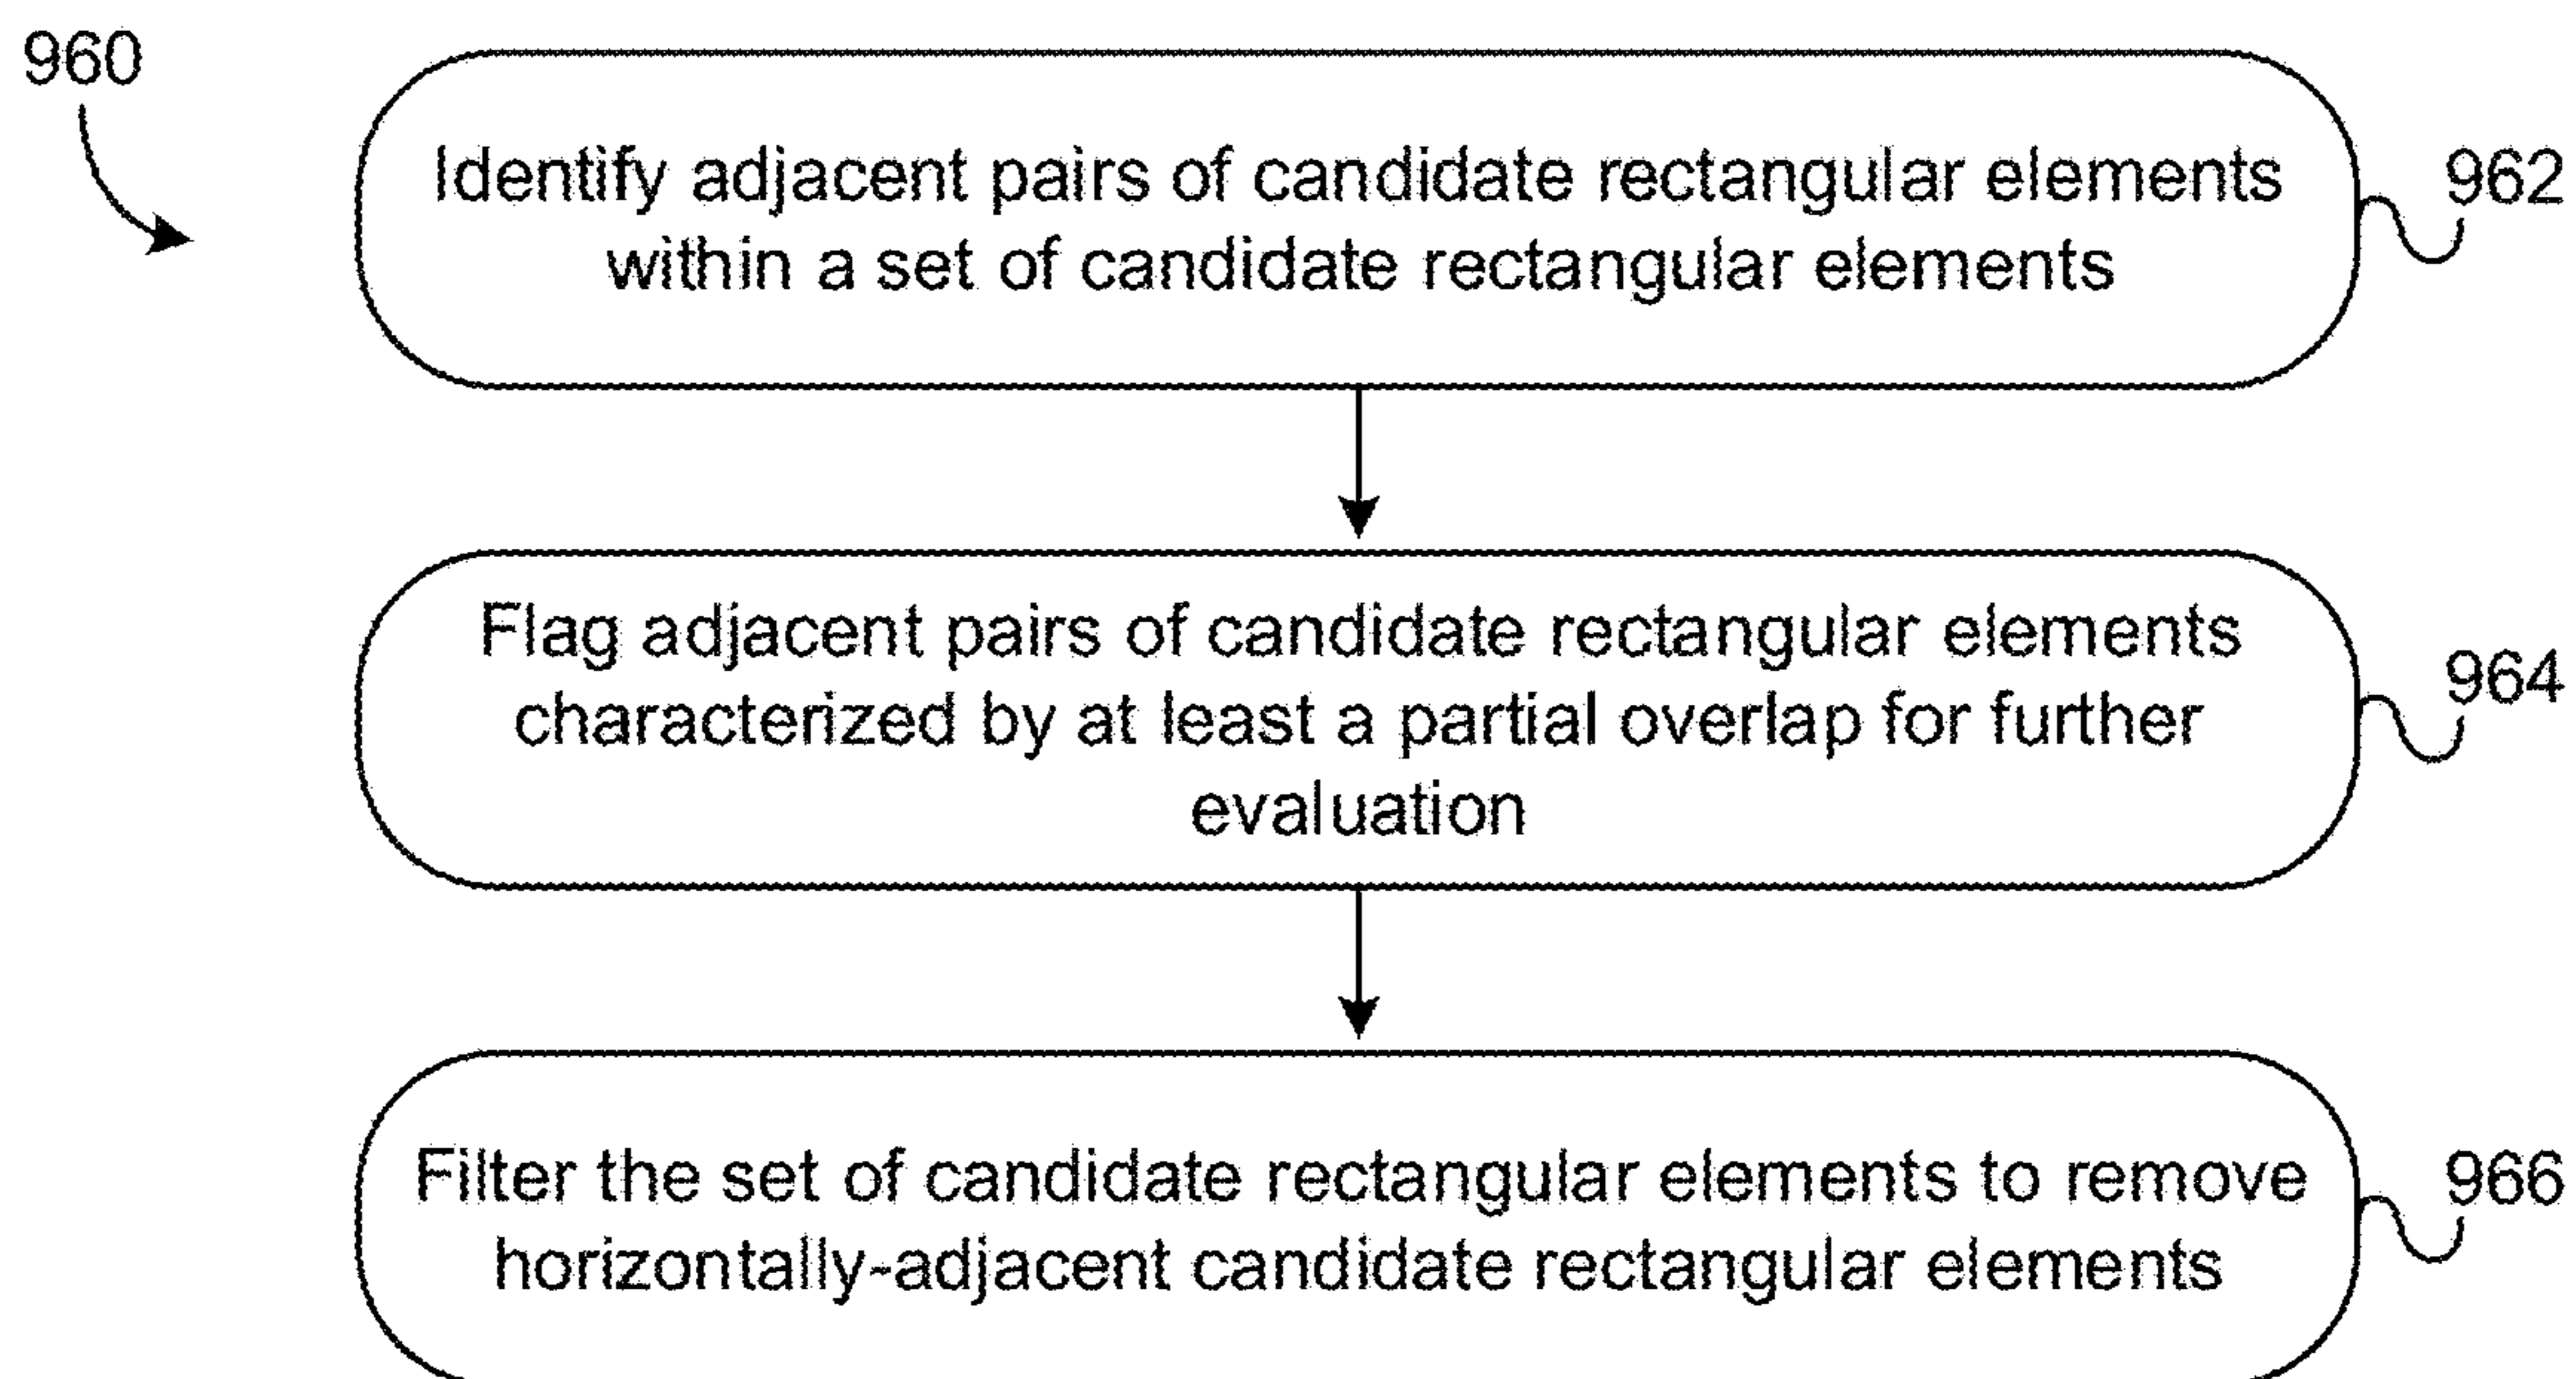 960
Identify adjacent pairs of candidate rectangular elements
within a set of candidate rectangular elements
962
Flag adjacent pairs of candidate rectangular elements
characterized by at least a partial overlap for further
evaluation
964
Filter the set of candidate rectangular elements to remove
horizontally-adjacent candidate rectangular elements
966